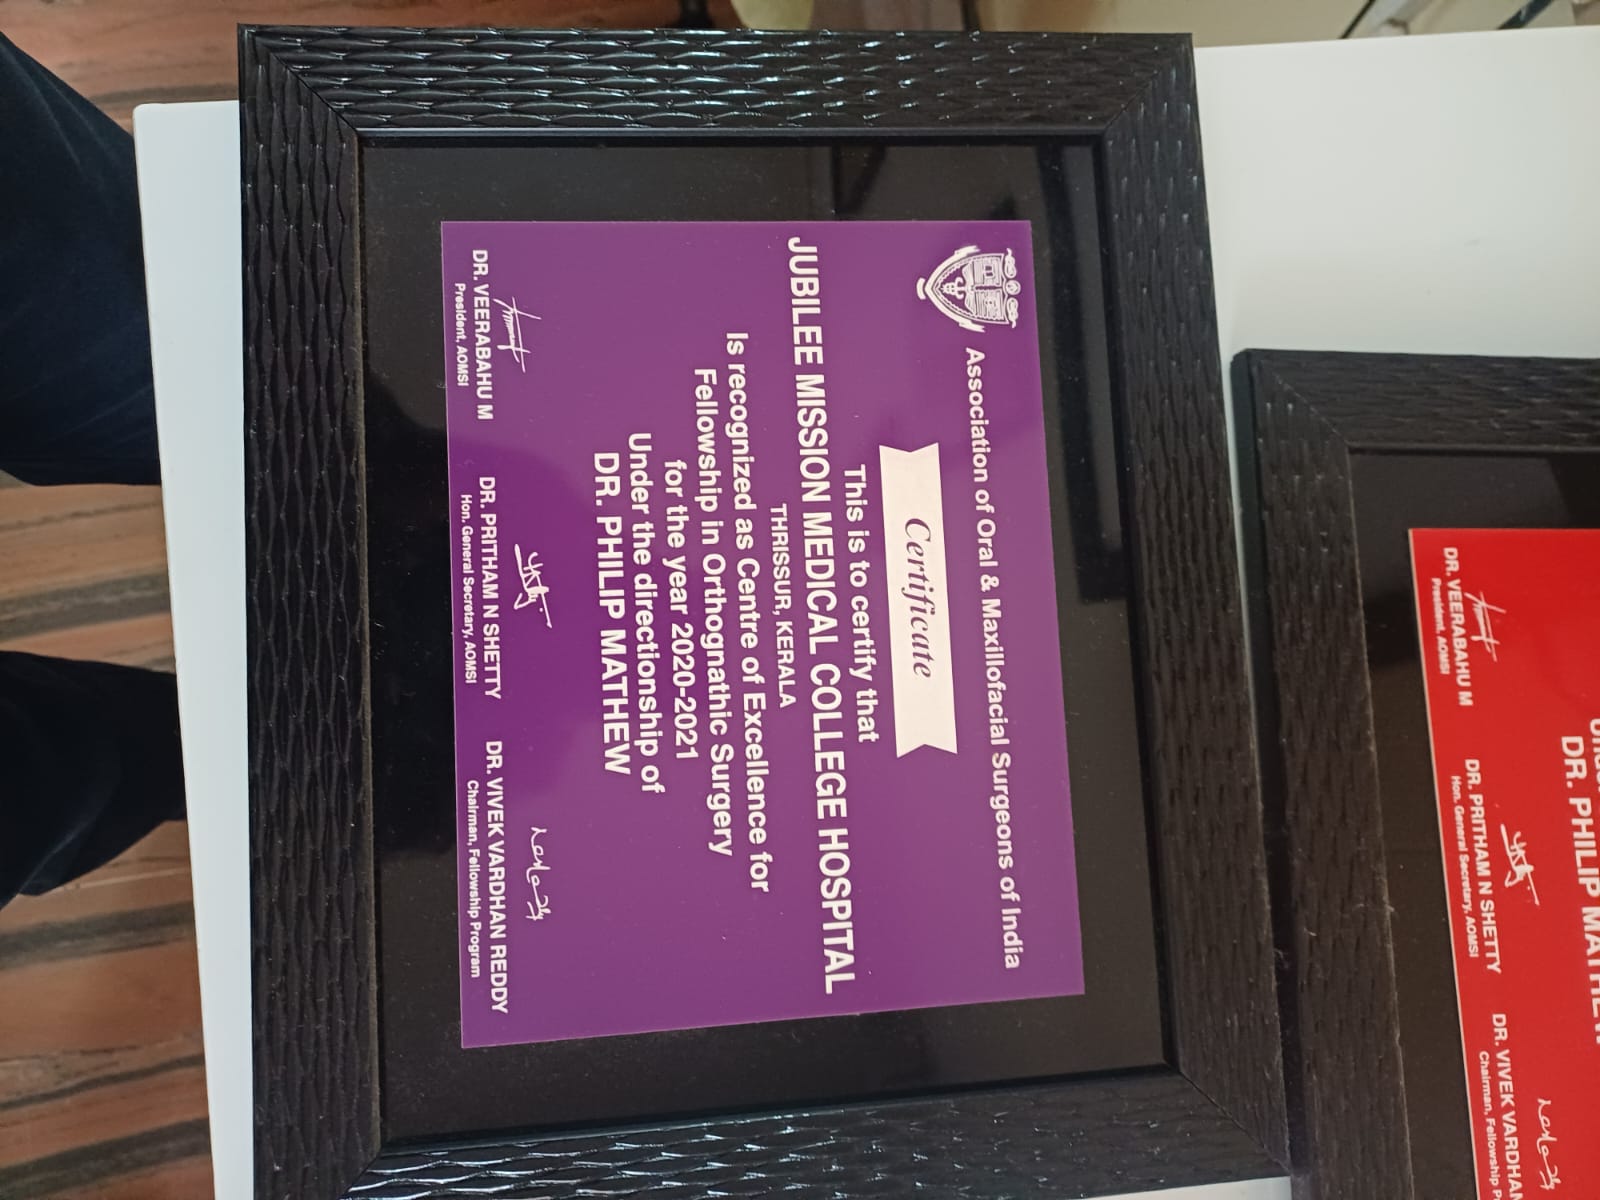 Association of Oral & Maxillofacial Surgeons of India
Certificate
This is to certify that
JUBILEE MISSION MEDICAL COLLEGE HOSPITAL
THRISSUR, KERALA
Is recognized as Centre of Excellence for
Fellowship in Orthognathic Surgery
for the year 2020-2021
Under the directionship of
DR. PHILIP MATHEW
DR. VEERABAHU M
President, AOMSI
DR. PRITHAM N SHETTY
Hon. General Secretary, AOMSI
DR. VIVEK VARDHAN REDDY
Chairman, Fellowship Program
DR. PHILIP MATHEW
DR. VEERABAHU M
President, AOMSI
DR. PRITHAM N SHETTY
Hon. General Secretary, AOMSI
DR. VIVEK VARDHAN
Chairman, Fellowship